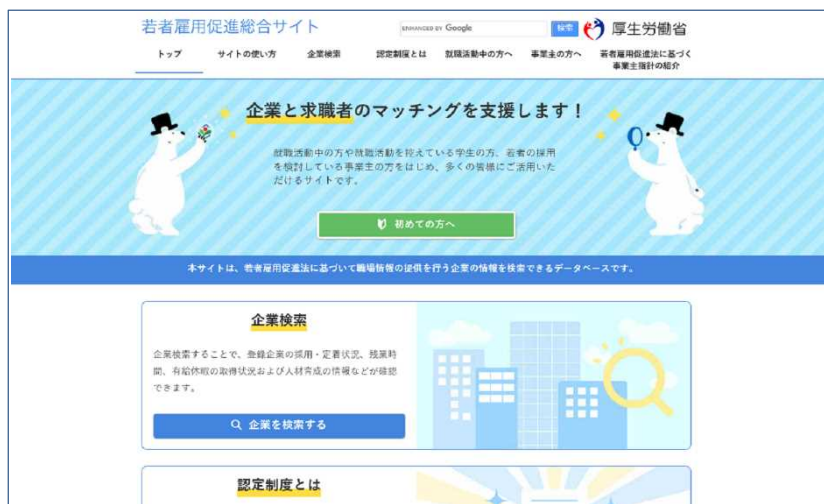 若者雇用促進総合サイト
ENHANCED BY Google
検索
厚生労働省
トップ
サイトの使い方
企業検索
認定制度とは
就職活動中の方へ
事業主の方へ
若者雇用促進法に基づく
事業主指針の紹介
企業と求職者のマッチングを支援します！
就職活動中の方や就職活動を控えている学生の方、若者の採用
を検討している事業主の方をはじめ、多くの皆様にご活用いた
だけるサイトです。
初めての方へ
本サイトは、若者雇用促進法に基づいて職場情報の提供を行う企業の情報を検索できるデータベースです。
企業検索
企業検索することで、登録企業の採用・定着状況、残業時
間、有給休暇の取得状況および人材育成の情報などが確認
できます。
企業を検索する
認定制度とは